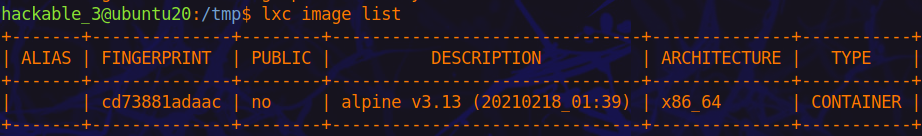 hackable_3@ubuntu20:/tmp$ lxc image list
+-------+--------------+--------+-------------------------------+--------------+-----------+
| ALIAS | FINGERPRINT  | PUBLIC |          DESCRIPTION          | ARCHITECTURE |   TYPE    |
+-------+--------------+--------+-------------------------------+--------------+-----------+
|       | cd73881adaac | no     | alpine v3.13 (20210218_01:39) | x86_64       | CONTAINER |
+-------+--------------+--------+-------------------------------+--------------+-----------+